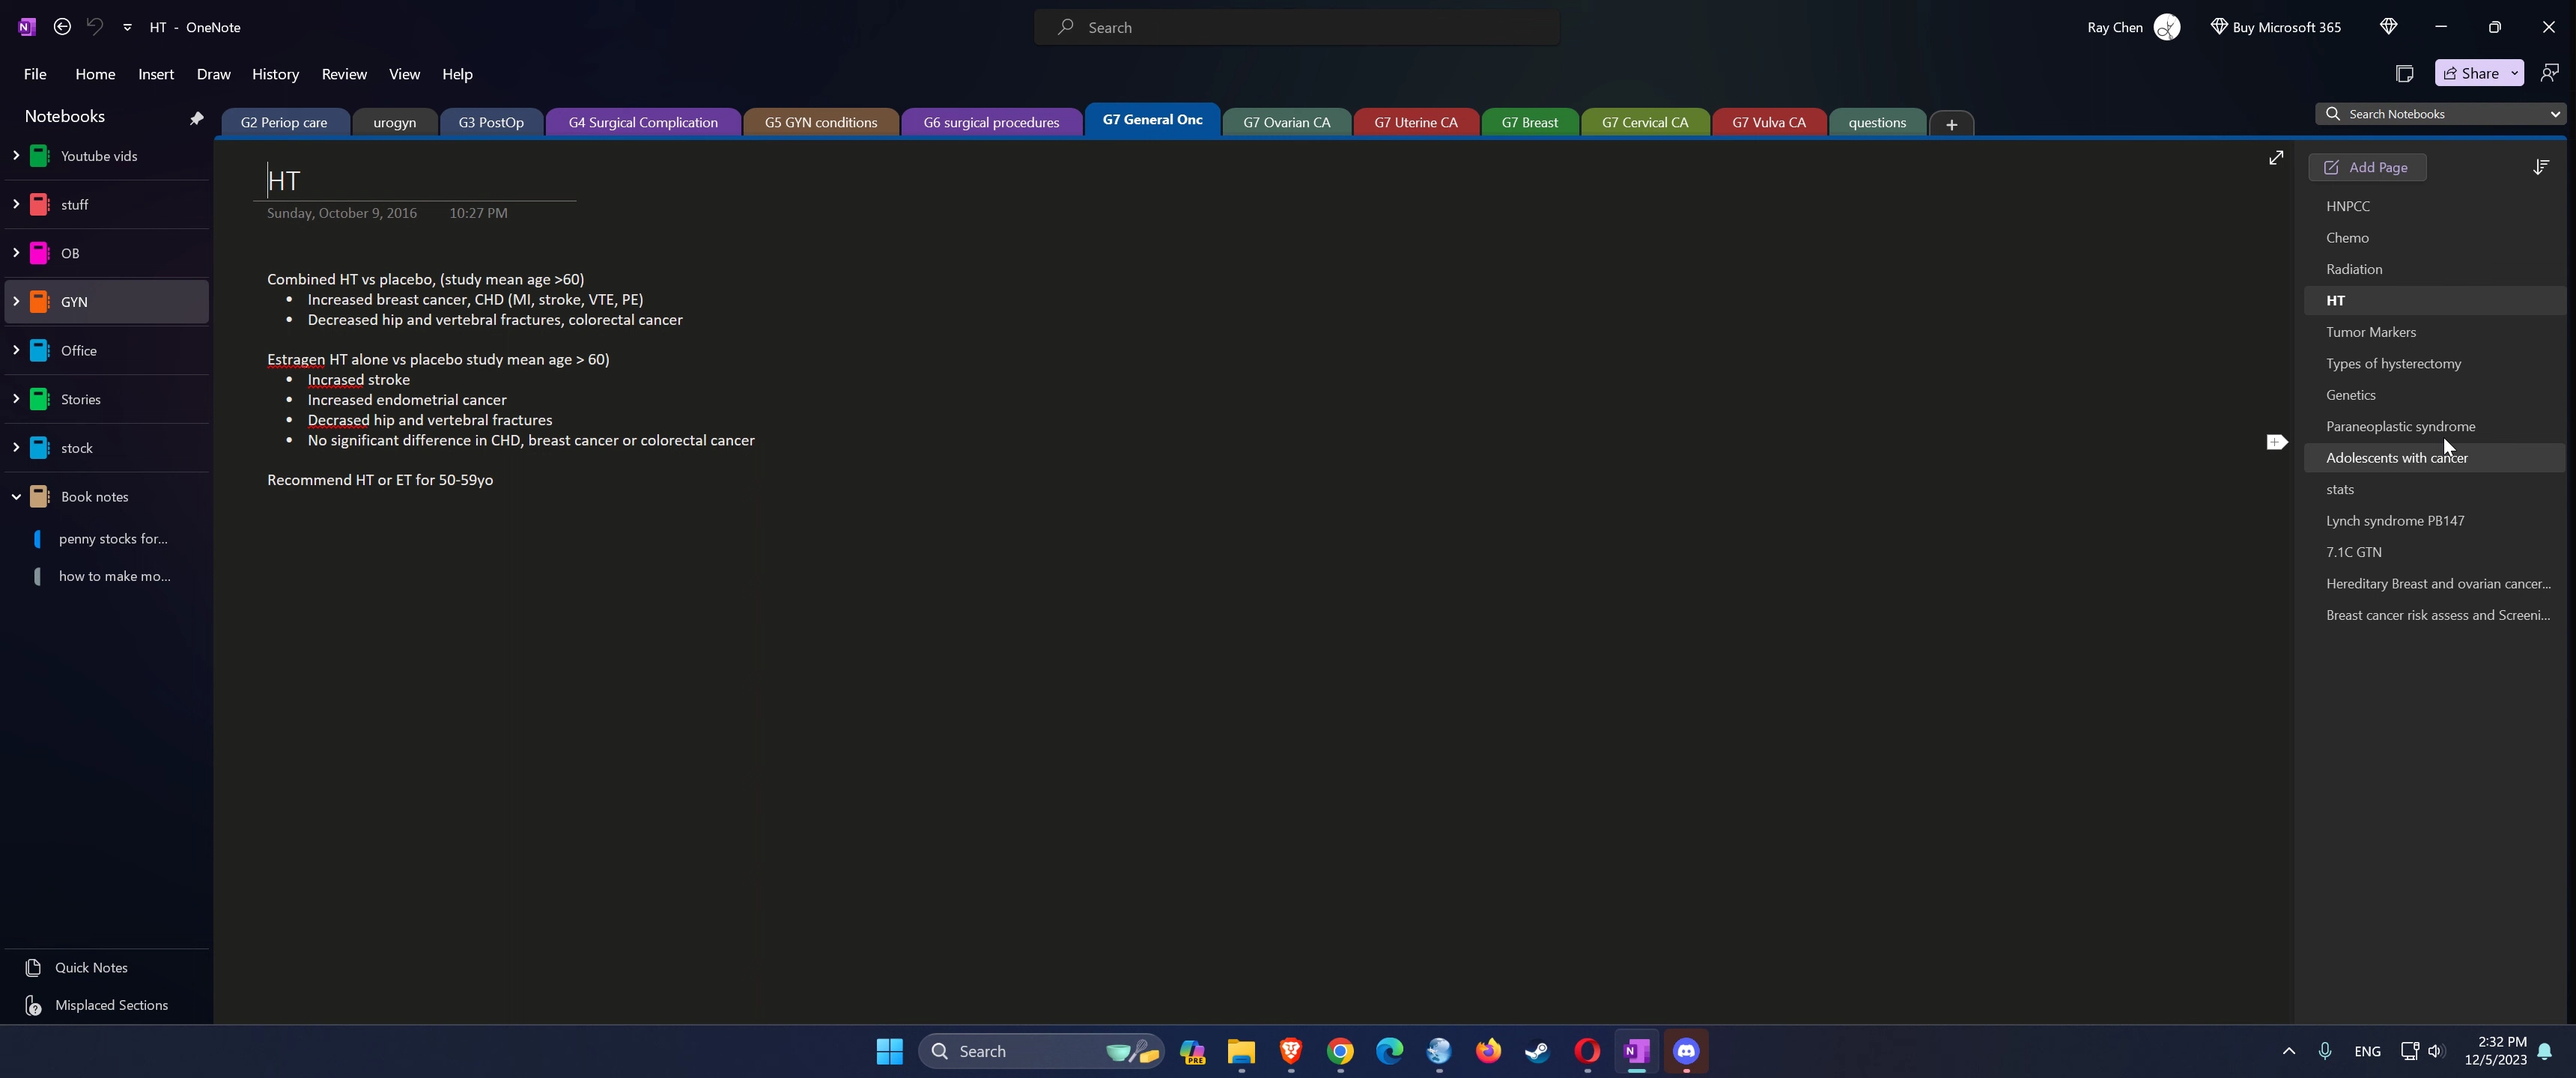 HT - OneNote
Search
Ray Chen
Buy Microsoft 365
File Home Insert Draw History Review View Help
Share
Notebooks
G2 Periop care
urogyn
G3 PostOp
G4 Surgical Complication
G5 GYN conditions
G6 surgical procedures
G7 General Onc
G7 Ovarian CA
G7 Uterine CA
G7 Breast
G7 Cervical CA
G7 Vulva CA
questions
Search Notebooks
Youtube vids
stuff
OB
GYN
Office
Stories
stock
Book notes
penny stocks for...
how to make mo...
Quick Notes
Misplaced Sections
HT
Sunday, October 9, 2016 10:27 PM
Combined HT vs placebo, (study mean age >60)
• Increased breast cancer, CHD (MI, stroke, VTE, PE)
• Decreased hip and vertebral fractures, colorectal cancer
Estragen HT alone vs placebo study mean age > 60)
• Incrased stroke
• Increased endometrial cancer
• Decrased hip and vertebral fractures
• No significant difference in CHD, breast cancer or colorectal cancer
Recommend HT or ET for 50-59yo
Add Page
HNPCC
Chemo
Radiation
HT
Tumor Markers
Types of hysterectomy
Genetics
Paraneoplastic syndrome
Adolescents with cancer
stats
Lynch syndrome PB147
7.1C GTN
Hereditary Breast and ovarian cancer...
Breast cancer risk assess and Screeni...
Search
PRE
ENG
2:32 PM
12/5/2023